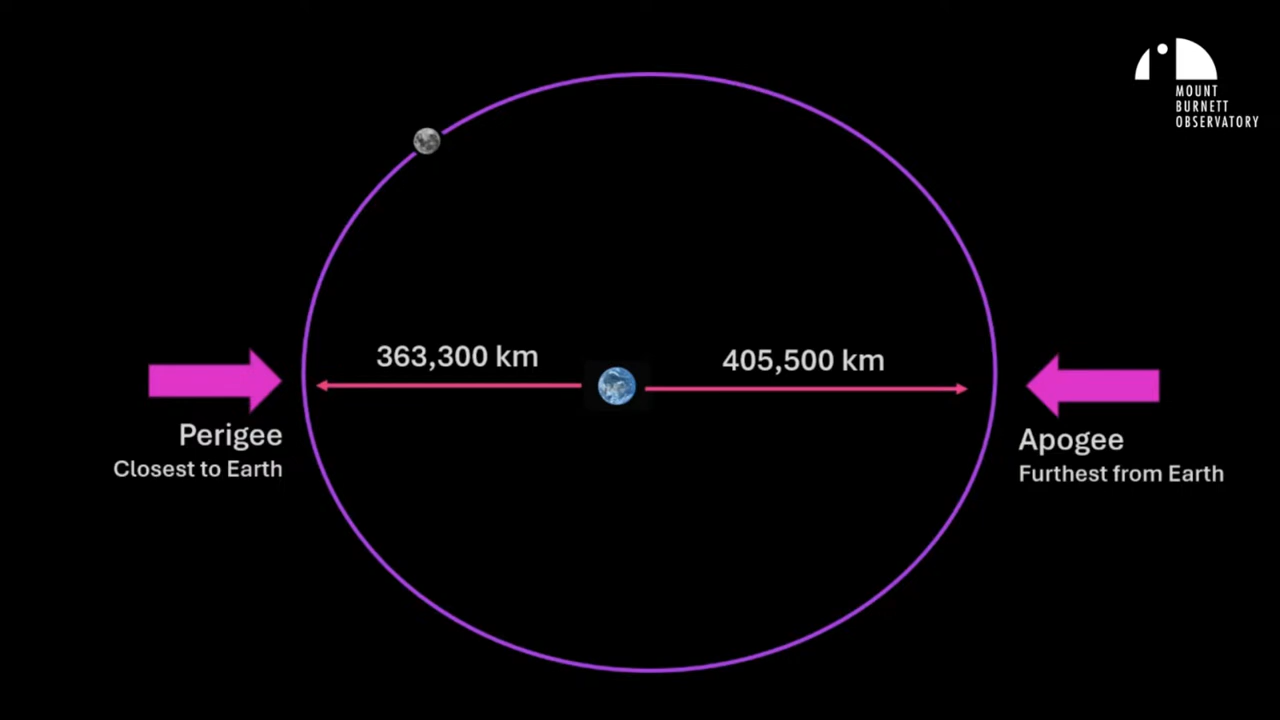 MOUNT
BURNETT
OBSERVATORY
363,300 km
405,500 km
Perigee
Closest to Earth
Apogee
Furthest from Earth